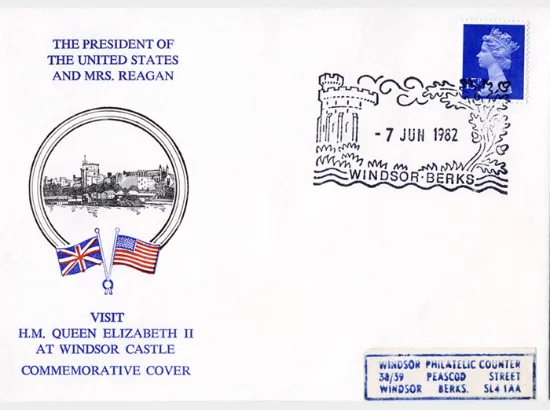 THE PRESIDENT OF
THE UNITED STATES
AND MRS. REAGAN
- 7 JUN 1982
WINDSOR · BERKS
VISIT
H.M. QUEEN ELIZABETH II
AT WINDSOR CASTLE
COMMEMORATIVE COVER
WINDSOR PHILATELIC COUNTER
38/39 PEASCOD STREET
WINDSOR BERKS. SL4 1AA